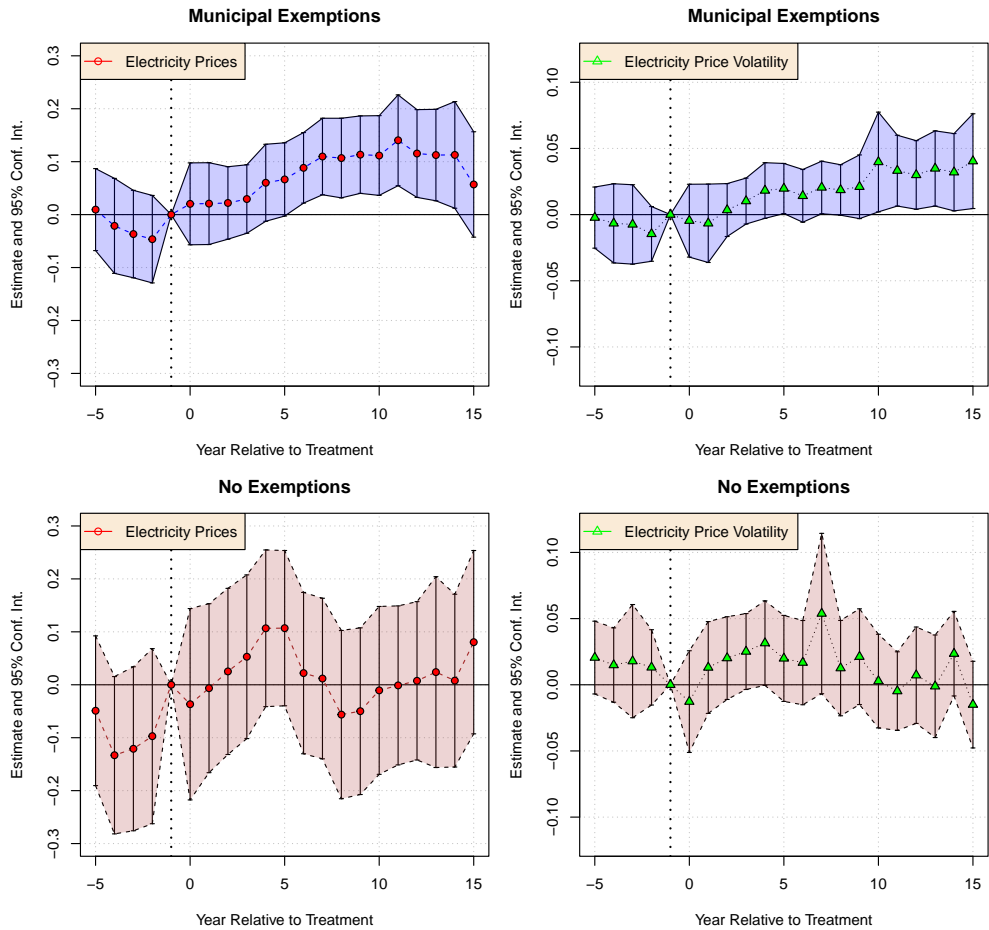 Municipal Exemptions
Electricity Prices
Estimate and 95% Conf. Int.
0.3
0.2
0.1
0.0
−0.1
−0.2
−0.3
−5
0
5
10
15
Year Relative to Treatment
Municipal Exemptions
Electricity Price Volatility
Estimate and 95% Conf. Int.
0.10
0.05
0.00
−0.05
−0.10
−5
0
5
10
15
Year Relative to Treatment
No Exemptions
Electricity Prices
Estimate and 95% Conf. Int.
0.3
0.2
0.1
0.0
−0.1
−0.2
−0.3
−5
0
5
10
15
Year Relative to Treatment
No Exemptions
Electricity Price Volatility
Estimate and 95% Conf. Int.
0.10
0.05
0.00
−0.05
−0.10
−5
0
5
10
15
Year Relative to Treatment